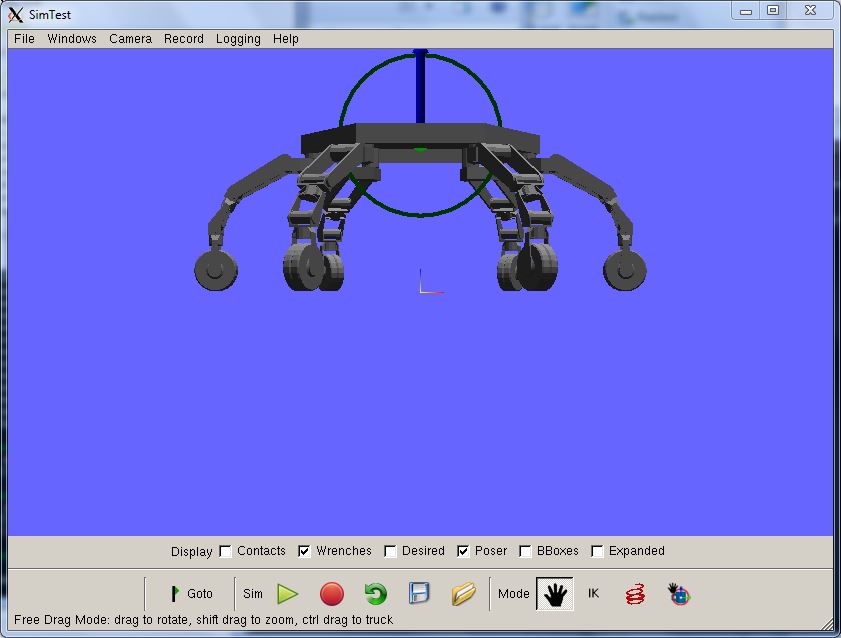 SimTest
File Windows Camera Record Logging Help
Display Contacts Wrenches Desired Poser BBoxes Expanded
Goto Sim Mode IK
Free Drag Mode: drag to rotate, shift drag to zoom, ctrl drag to truck